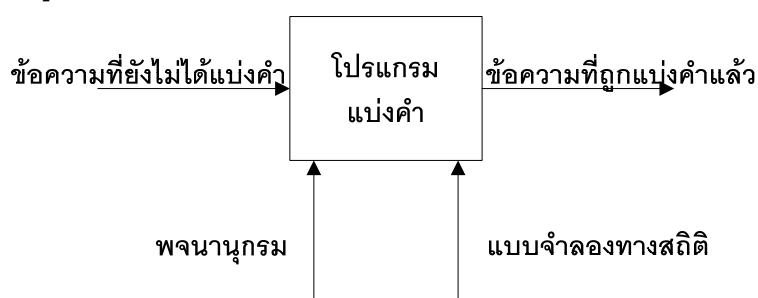 ข้อความที่ยังไม่ได้แบ่งคำ
โปรแกรม
แบ่งคำ
ข้อความที่ถูกแบ่งคำแล้ว
พจนานุกรม
แบบจำลองทางสถิติ